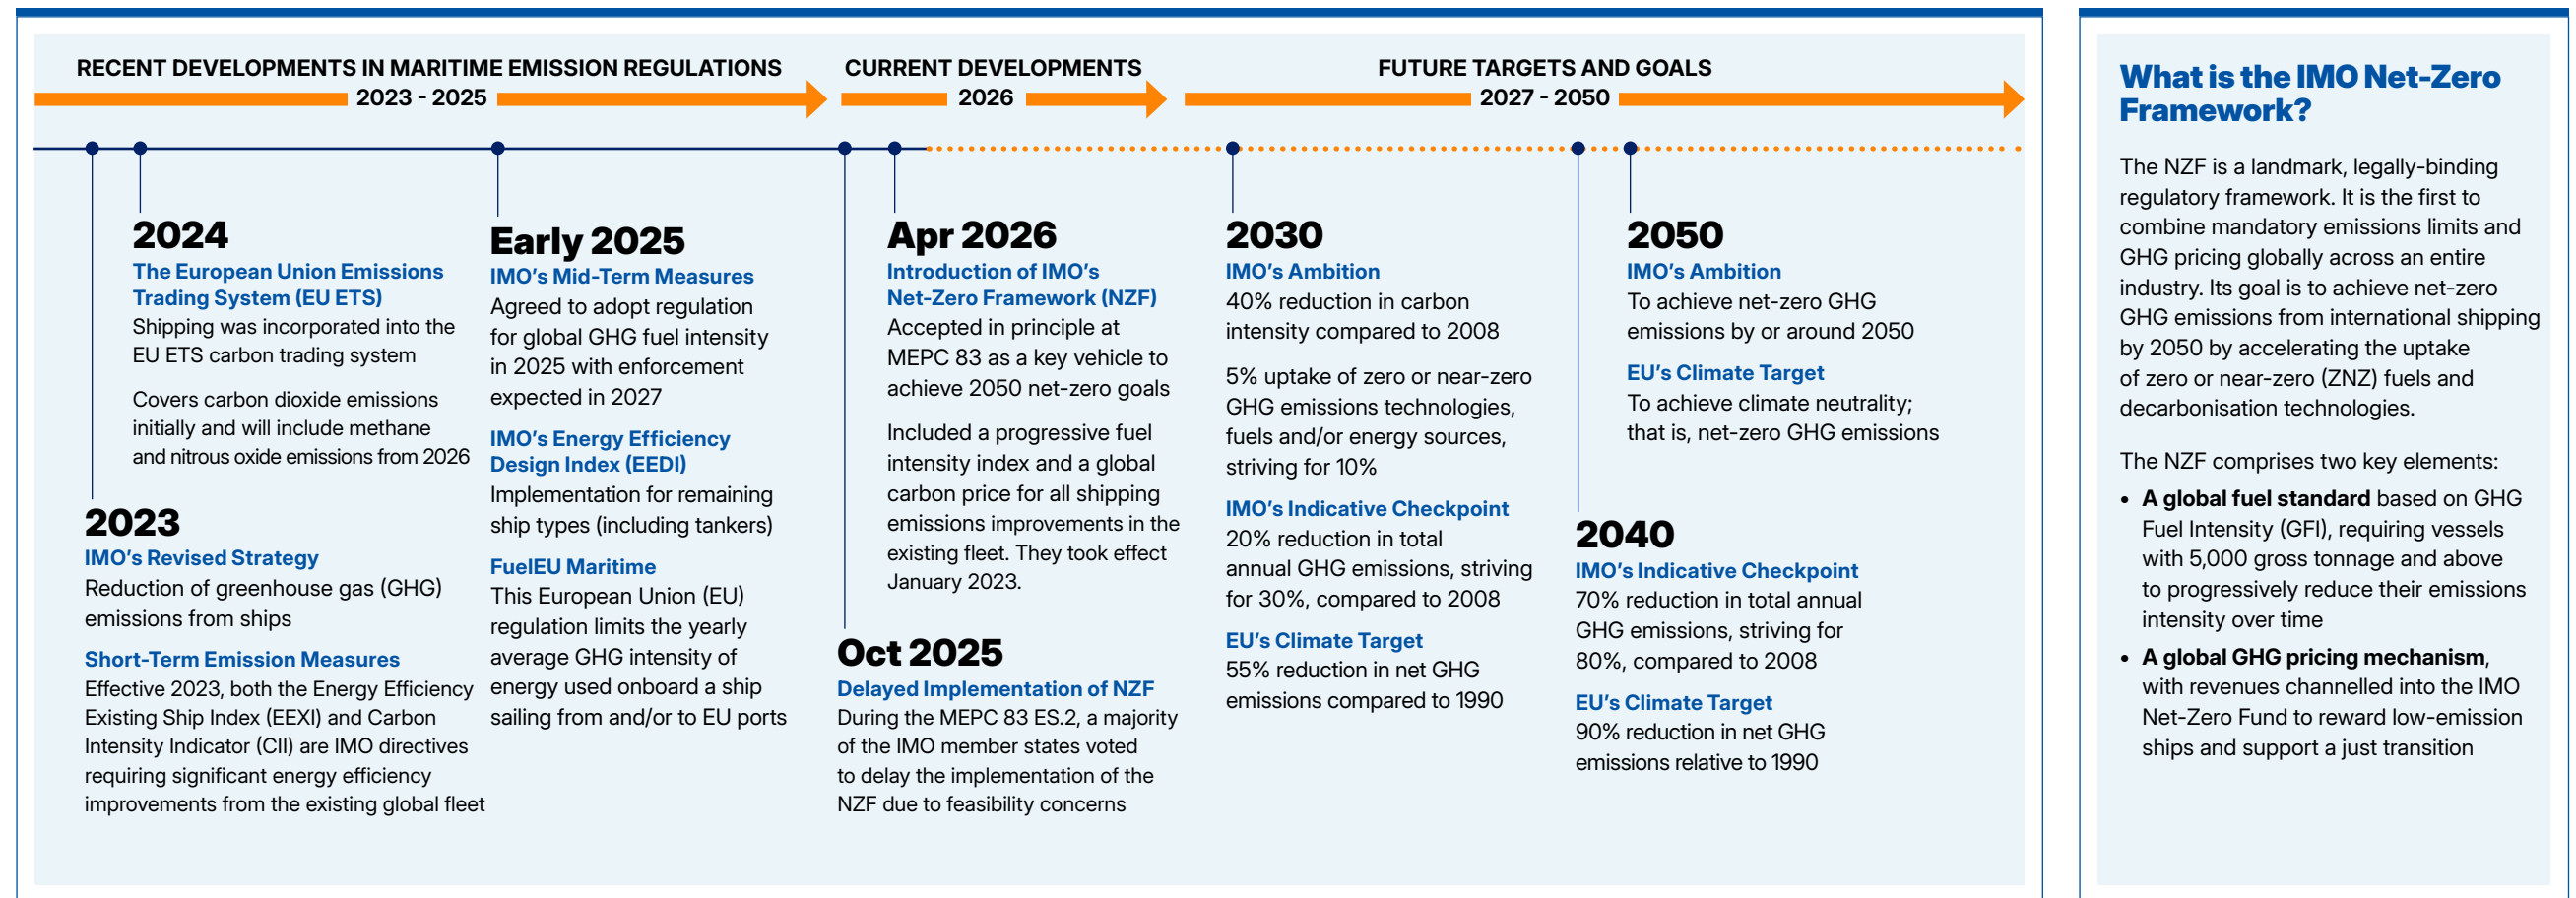 RECENT DEVELOPMENTS IN MARITIME EMISSION REGULATIONS
2023 - 2025
CURRENT DEVELOPMENTS
2026
FUTURE TARGETS AND GOALS
2027 - 2050
2024
The European Union Emissions
Trading System (EU ETS)
Shipping was incorporated into the
EU ETS carbon trading system
Covers carbon dioxide emissions
initially and will include methane
and nitrous oxide emissions from 2026
2023
IMO’s Revised Strategy
Reduction of greenhouse gas (GHG)
emissions from ships
Short-Term Emission Measures
Effective 2023, both the Energy Efficiency
Existing Ship Index (EEXI) and Carbon
Intensity Indicator (CII) are IMO directives
requiring significant energy efficiency
improvements from the existing global fleet
Early 2025
IMO’s Mid-Term Measures
Agreed to adopt regulation
for global GHG fuel intensity
in 2025 with enforcement
expected in 2027
IMO’s Energy Efficiency
Design Index (EEDI)
Implementation for remaining
ship types (including tankers)
FuelEU Maritime
This European Union (EU)
regulation limits the yearly
average GHG intensity of
energy used onboard a ship
sailing from and/or to EU ports
Apr 2026
Introduction of IMO’s
Net-Zero Framework (NZF)
Accepted in principle at
MEPC 83 as a key vehicle to
achieve 2050 net-zero goals
Included a progressive fuel
intensity index and a global
carbon price for all shipping
emissions improvements in the
existing fleet. They took effect
January 2023.
Oct 2025
Delayed Implementation of NZF
During the MEPC 83 ES.2, a majority
of the IMO member states voted
to delay the implementation of the
NZF due to feasibility concerns
2030
IMO’s Ambition
40% reduction in carbon
intensity compared to 2008
5% uptake of zero or near-zero
GHG emissions technologies,
fuels and/or energy sources,
striving for 10%
IMO’s Indicative Checkpoint
20% reduction in total
annual GHG emissions, striving
for 30%, compared to 2008
EU’s Climate Target
55% reduction in net GHG
emissions compared to 1990
2050
IMO’s Ambition
To achieve net-zero GHG
emissions by or around 2050
EU’s Climate Target
To achieve climate neutrality;
that is, net-zero GHG emissions
2040
IMO’s Indicative Checkpoint
70% reduction in total annual
GHG emissions, striving for
80%, compared to 2008
EU’s Climate Target
90% reduction in net GHG
emissions relative to 1990
What is the IMO Net-Zero
Framework?
The NZF is a landmark, legally-binding
regulatory framework. It is the first to
combine mandatory emissions limits and
GHG pricing globally across an entire
industry. Its goal is to achieve net-zero
GHG emissions from international shipping
by 2050 by accelerating the uptake
of zero or near-zero (ZNZ) fuels and
decarbonisation technologies.
The NZF comprises two key elements:
• A global fuel standard based on GHG
Fuel Intensity (GFI), requiring vessels
with 5,000 gross tonnage and above
to progressively reduce their emissions
intensity over time
• A global GHG pricing mechanism,
with revenues channelled into the IMO
Net-Zero Fund to reward low-emission
ships and support a just transition